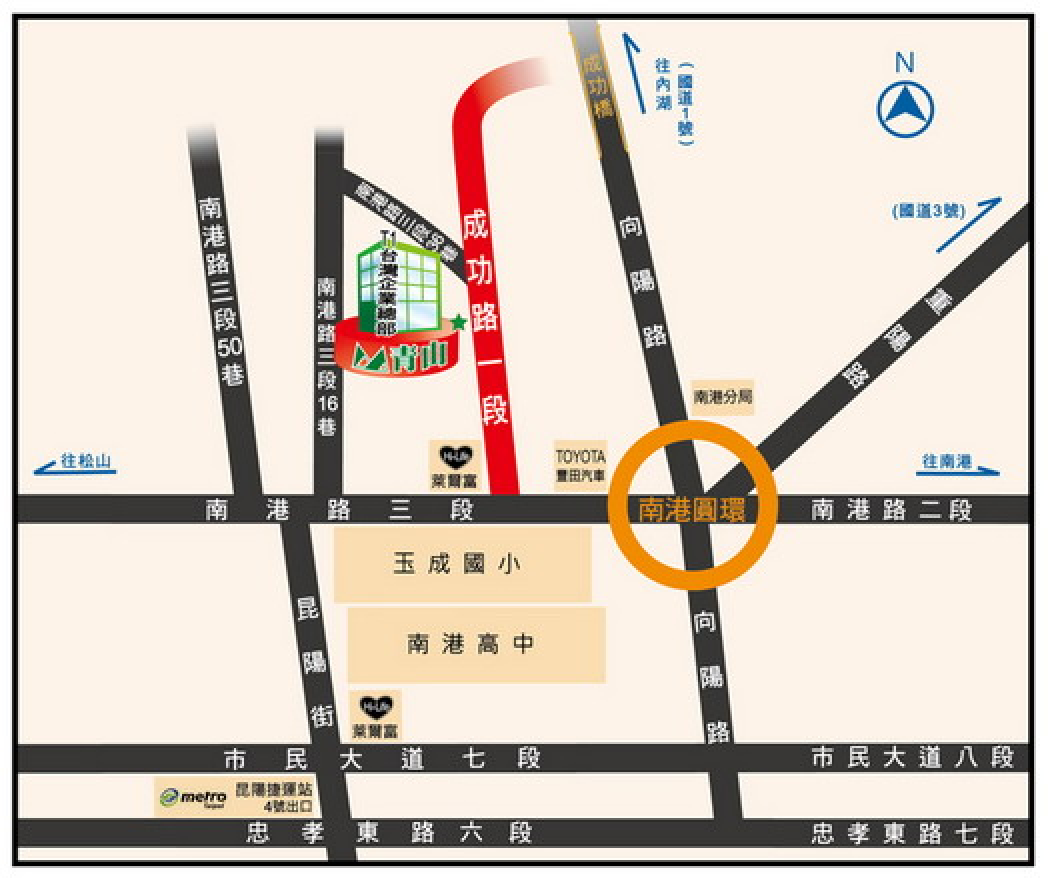 N
成功橋
往內湖
(國道1號)
(國道3號)
南港路三段50巷
南港路三段16巷
T1
台灣企業總部
青山
成功路一段
向陽路
重陽路
南港分局
往松山
Hi-Life
萊爾富
TOYOTA
豐田汽車
往南港
南港路三段
南港圓環
南港路二段
玉成國小
南港高中
昆陽街
向陽路
Hi-Life
萊爾富
市民大道七段
市民大道八段
metro
Taipei
昆陽捷運站
4號出口
忠孝東路六段
忠孝東路七段